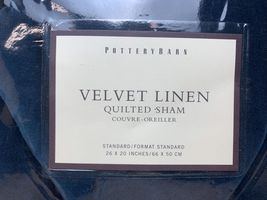 POTTERYBARN
VELVET LINEN
QUILTED SHAM
COUVRE-OREILLER
STANDARD/FORMAT STANDARD
26 X 20 INCHES/66 X 50 CM